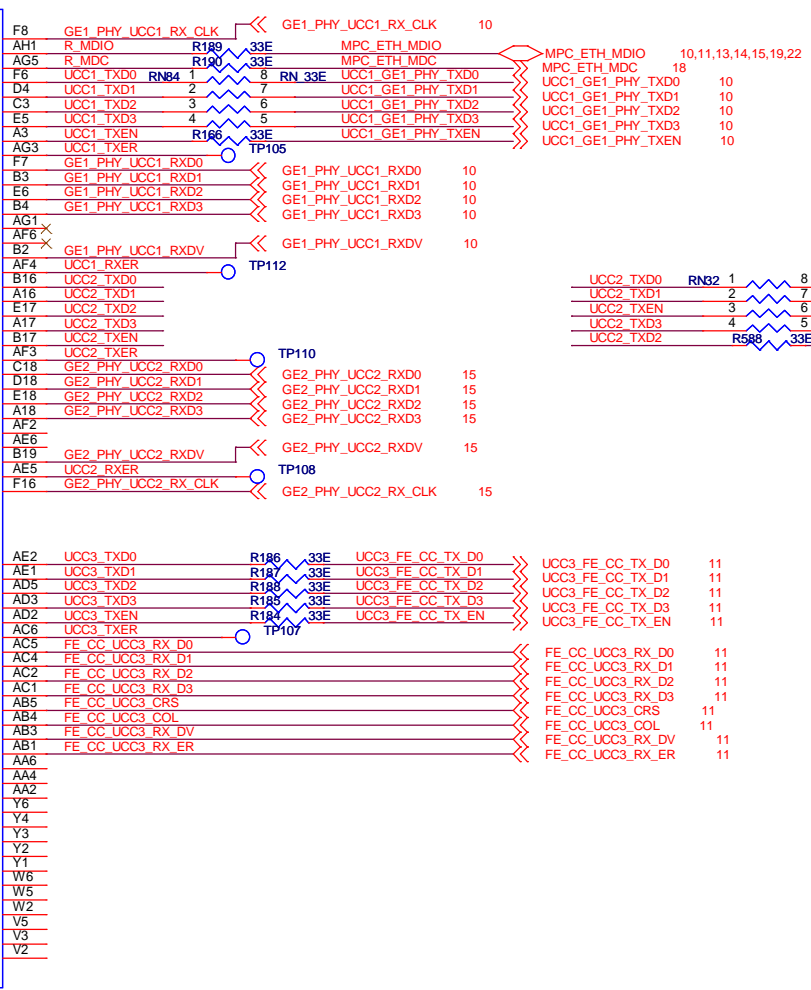 F8 GE1_PHY_UCC1_RX_CLK GE1_PHY_UCC1_RX_CLK 10
AH1 R_MDIO R189 33E MPC_ETH_MDIO MPC_ETH_MDIO 10,11,13,14,15,19,22
AG5 R_MDC R190 33E MPC_ETH_MDC MPC_ETH_MDC 18
F6 UCC1_TXD0 RN84 1 8 RN_33E UCC1_GE1_PHY_TXD0 UCC1_GE1_PHY_TXD0 10
D4 UCC1_TXD1 2 7 UCC1_GE1_PHY_TXD1 UCC1_GE1_PHY_TXD1 10
C3 UCC1_TXD2 3 6 UCC1_GE1_PHY_TXD2 UCC1_GE1_PHY_TXD2 10
E5 UCC1_TXD3 4 5 UCC1_GE1_PHY_TXD3 UCC1_GE1_PHY_TXD3 10
A3 UCC1_TXEN R166 33E UCC1_GE1_PHY_TXEN UCC1_GE1_PHY_TXEN 10
AG3 UCC1_TXER TP105
F7 GE1_PHY_UCC1_RXD0 GE1_PHY_UCC1_RXD0 10
B3 GE1_PHY_UCC1_RXD1 GE1_PHY_UCC1_RXD1 10
E6 GE1_PHY_UCC1_RXD2 GE1_PHY_UCC1_RXD2 10
B4 GE1_PHY_UCC1_RXD3 GE1_PHY_UCC1_RXD3 10
AG1
AF6
B2 GE1_PHY_UCC1_RXDV GE1_PHY_UCC1_RXDV 10
AF4 UCC1_RXER TP112
B16 UCC2_TXD0 UCC2_TXD0 RN32 1 8
A16 UCC2_TXD1 UCC2_TXD1 2 7
E17 UCC2_TXD2 UCC2_TXEN 3 6
A17 UCC2_TXD3 UCC2_TXD3 4 5
B17 UCC2_TXEN UCC2_TXD2 R588 33E
AF3 UCC2_TXER TP110
C18 GE2_PHY_UCC2_RXD0 GE2_PHY_UCC2_RXD0 15
D18 GE2_PHY_UCC2_RXD1 GE2_PHY_UCC2_RXD1 15
E18 GE2_PHY_UCC2_RXD2 GE2_PHY_UCC2_RXD2 15
A18 GE2_PHY_UCC2_RXD3 GE2_PHY_UCC2_RXD3 15
AF2
AE6
B19 GE2_PHY_UCC2_RXDV GE2_PHY_UCC2_RXDV 15
AE5 UCC2_RXER TP108
F16 GE2_PHY_UCC2_RX_CLK GE2_PHY_UCC2_RX_CLK 15
AE2 UCC3_TXD0 R186 33E UCC3_FE_CC_TX_D0 UCC3_FE_CC_TX_D0 11
AE1 UCC3_TXD1 R187 33E UCC3_FE_CC_TX_D1 UCC3_FE_CC_TX_D1 11
AD5 UCC3_TXD2 R188 33E UCC3_FE_CC_TX_D2 UCC3_FE_CC_TX_D2 11
AD3 UCC3_TXD3 R185 33E UCC3_FE_CC_TX_D3 UCC3_FE_CC_TX_D3 11
AD2 UCC3_TXEN R184 33E UCC3_FE_CC_TX_EN UCC3_FE_CC_TX_EN 11
AC6 UCC3_TXER TP107
AC5 FE_CC_UCC3_RX_D0 FE_CC_UCC3_RX_D0 11
AC4 FE_CC_UCC3_RX_D1 FE_CC_UCC3_RX_D1 11
AC2 FE_CC_UCC3_RX_D2 FE_CC_UCC3_RX_D2 11
AC1 FE_CC_UCC3_RX_D3 FE_CC_UCC3_RX_D3 11
AB5 FE_CC_UCC3_CRS FE_CC_UCC3_CRS 11
AB4 FE_CC_UCC3_COL FE_CC_UCC3_COL 11
AB3 FE_CC_UCC3_RX_DV FE_CC_UCC3_RX_DV 11
AB1 FE_CC_UCC3_RX_ER FE_CC_UCC3_RX_ER 11
AA6
AA4
AA2
Y6
Y4
Y3
Y2
Y1
W6
W5
W2
V5
V3
V2